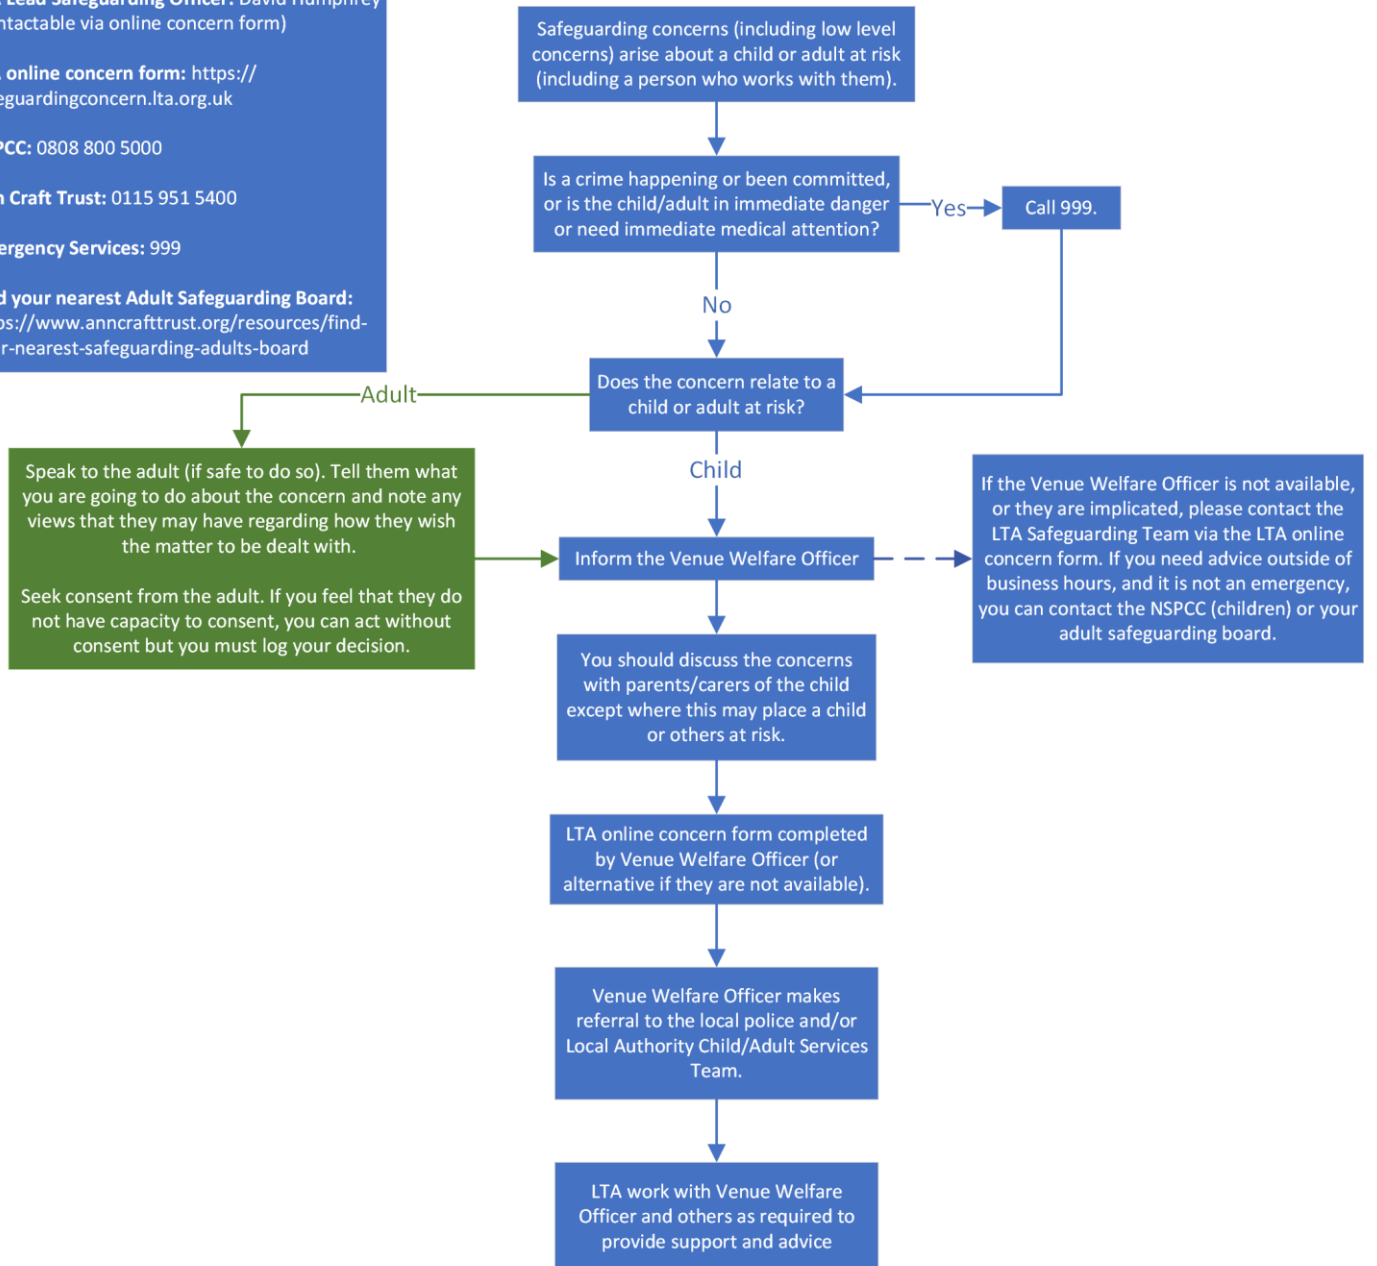 Lead Safeguarding Officer: David Humphrey
ntactable via online concern form)
online concern form: https://
eguardingconcern.lta.org.uk
PCC: 0808 800 5000
n Craft Trust: 0115 951 5400
ergency Services: 999
d your nearest Adult Safeguarding Board:
ps://www.anncrafttrust.org/resources/find-
r-nearest-safeguarding-adults-board
Safeguarding concerns (including low level
concerns) arise about a child or adult at risk
(including a person who works with them).
Is a crime happening or been committed,
or is the child/adult in immediate danger
or need immediate medical attention?
Yes
Call 999.
No
Does the concern relate to a
child or adult at risk?
Adult
Speak to the adult (if safe to do so). Tell them what
you are going to do about the concern and note any
views that they may have regarding how they wish
the matter to be dealt with.
Seek consent from the adult. If you feel that they do
not have capacity to consent, you can act without
consent but you must log your decision.
Child
Inform the Venue Welfare Officer
If the Venue Welfare Officer is not available,
or they are implicated, please contact the
LTA Safeguarding Team via the LTA online
concern form. If you need advice outside of
business hours, and it is not an emergency,
you can contact the NSPCC (children) or your
adult safeguarding board.
You should discuss the concerns
with parents/carers of the child
except where this may place a child
or others at risk.
LTA online concern form completed
by Venue Welfare Officer (or
alternative if they are not available).
Venue Welfare Officer makes
referral to the local police and/or
Local Authority Child/Adult Services
Team.
LTA work with Venue Welfare
Officer and others as required to
provide support and advice